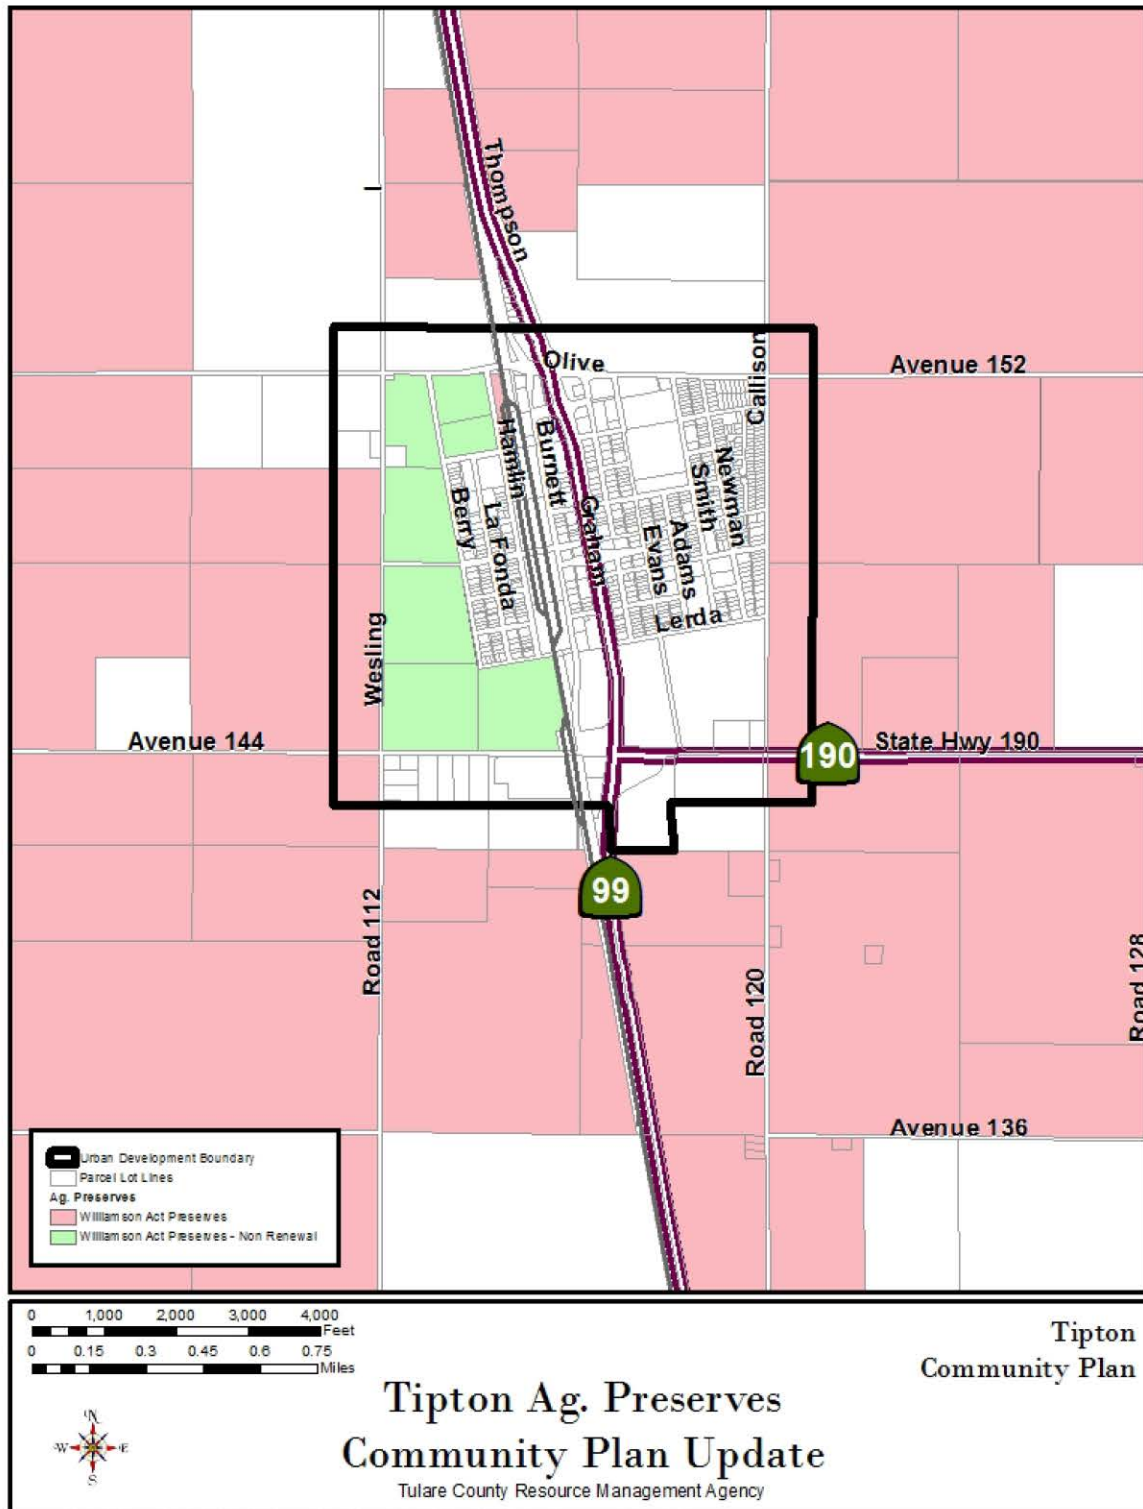 Thompson
I
Olive
Callison
Avenue 152
Hamlin
Burnett
Newman
Smith
Berry
La Fonda
Graham
Adams
Evans
Lerda
Wesling
Avenue 144
190
State Hwy 190
99
Road 112
Road 120
Road 128
Avenue 136
Urban Development Boundary
Parcel Lot Lines
Ag. Preserves
Williamson Act Preserves
Williamson Act Preserves - Non Renewal
0 1,000 2,000 3,000 4,000
Feet
0 0.15 0.3 0.45 0.6 0.75
Miles
N
W E
S
Tipton
Community Plan
Tipton Ag. Preserves
Community Plan Update
Tulare County Resource Management Agency